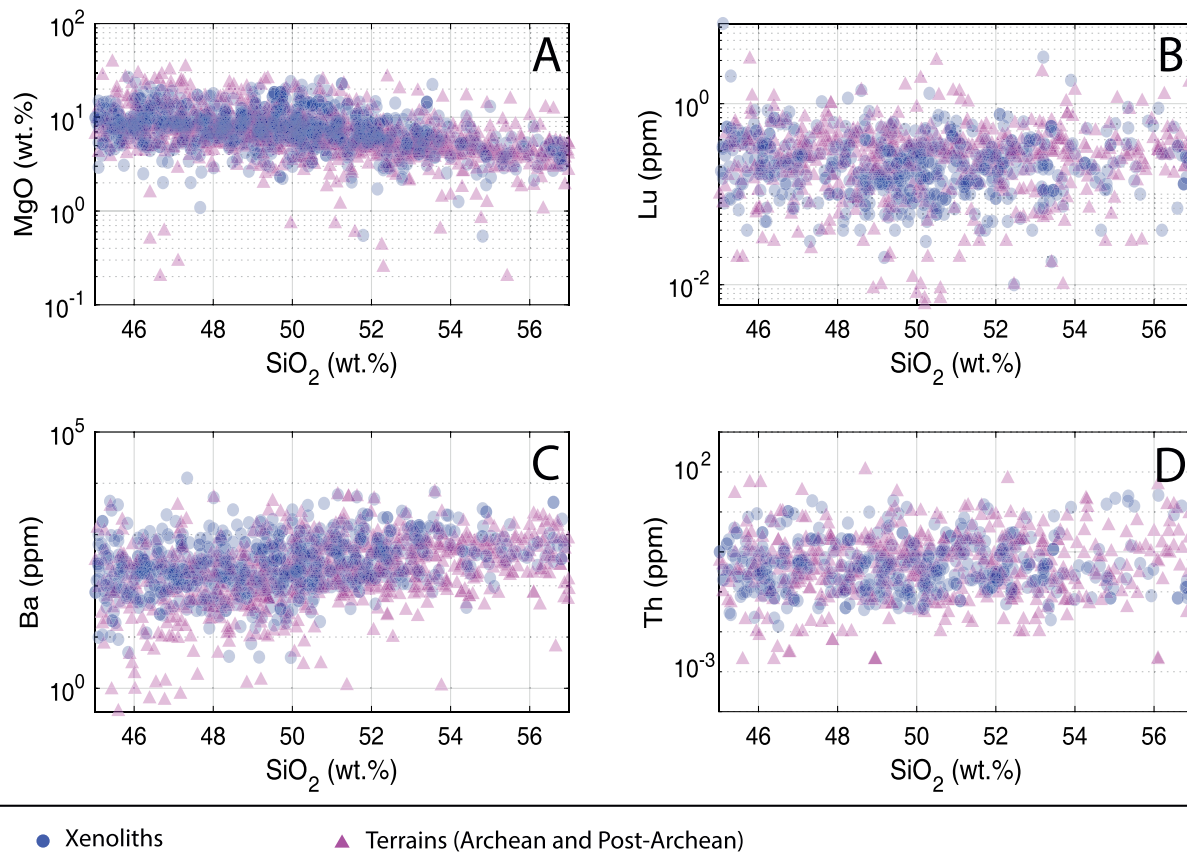 A
MgO (wt.%)
10²
10¹
10⁰
10⁻¹
46 48 50 52 54 56
SiO₂ (wt.%)
B
Lu (ppm)
10⁰
10⁻²
46 48 50 52 54 56
SiO₂ (wt.%)
C
Ba (ppm)
10⁵
10⁰
46 48 50 52 54 56
SiO₂ (wt.%)
D
Th (ppm)
10²
10⁻³
46 48 50 52 54 56
SiO₂ (wt.%)
Xenoliths
Terrains (Archean and Post-Archean)